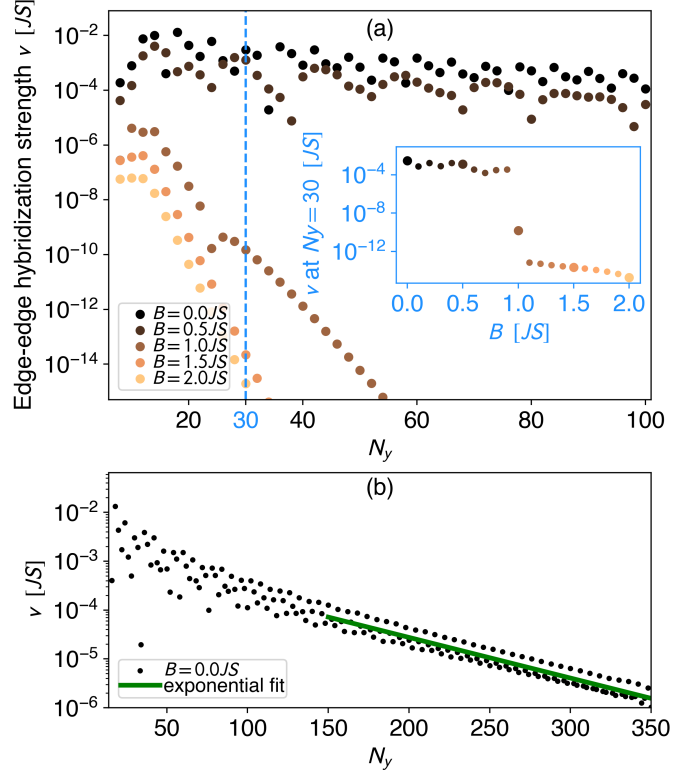 (a)
Edge-edge hybridization strength v [JS]
10⁻²
10⁻⁴
10⁻⁶
10⁻⁸
10⁻¹⁰
10⁻¹²
10⁻¹⁴
B=0.0JS
B=0.5JS
B=1.0JS
B=1.5JS
B=2.0JS
20
30
40
60
80
100
N_y
v at Ny=30 [JS]
10⁻⁴
10⁻⁸
10⁻¹²
0.0
0.5
1.0
1.5
2.0
B [JS]
(b)
v [JS]
10⁻²
10⁻³
10⁻⁴
10⁻⁵
10⁻⁶
B=0.0JS
exponential fit
50
100
150
200
250
300
350
N_y